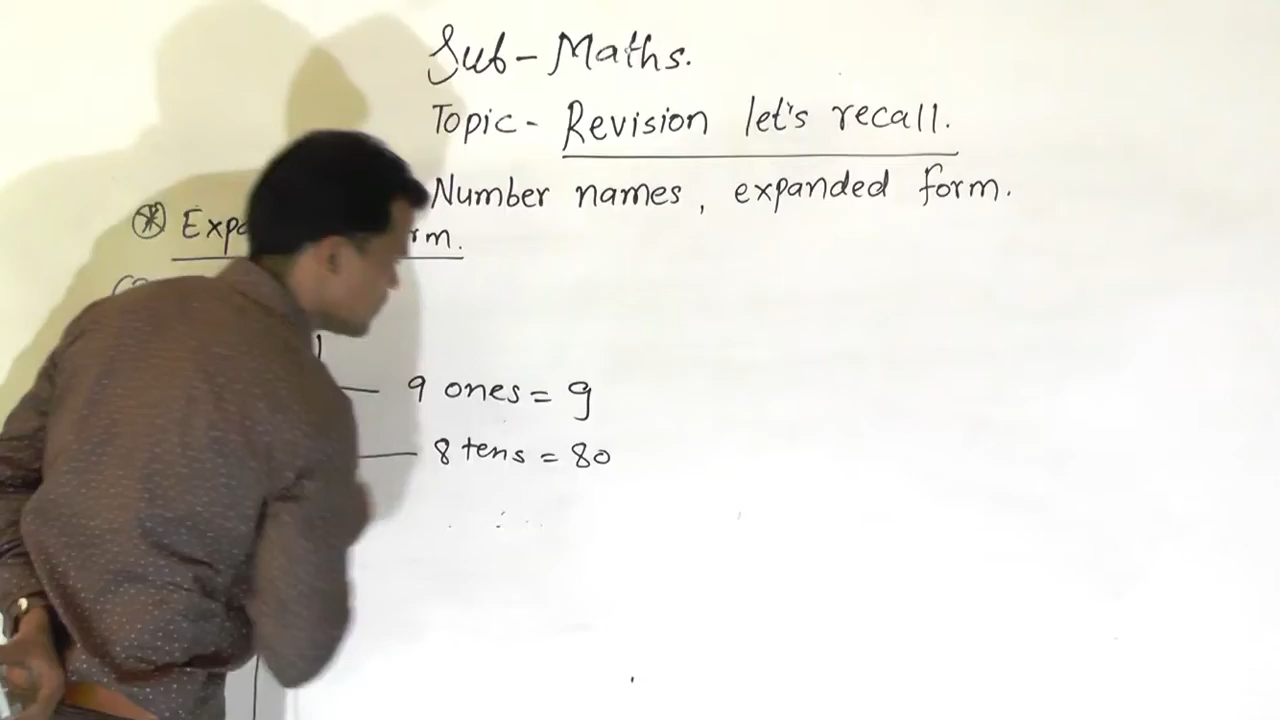 Sub - Maths.
Topic - Revision let's recall.
Number names, expanded form.
9 ones = 9
8 tens = 80